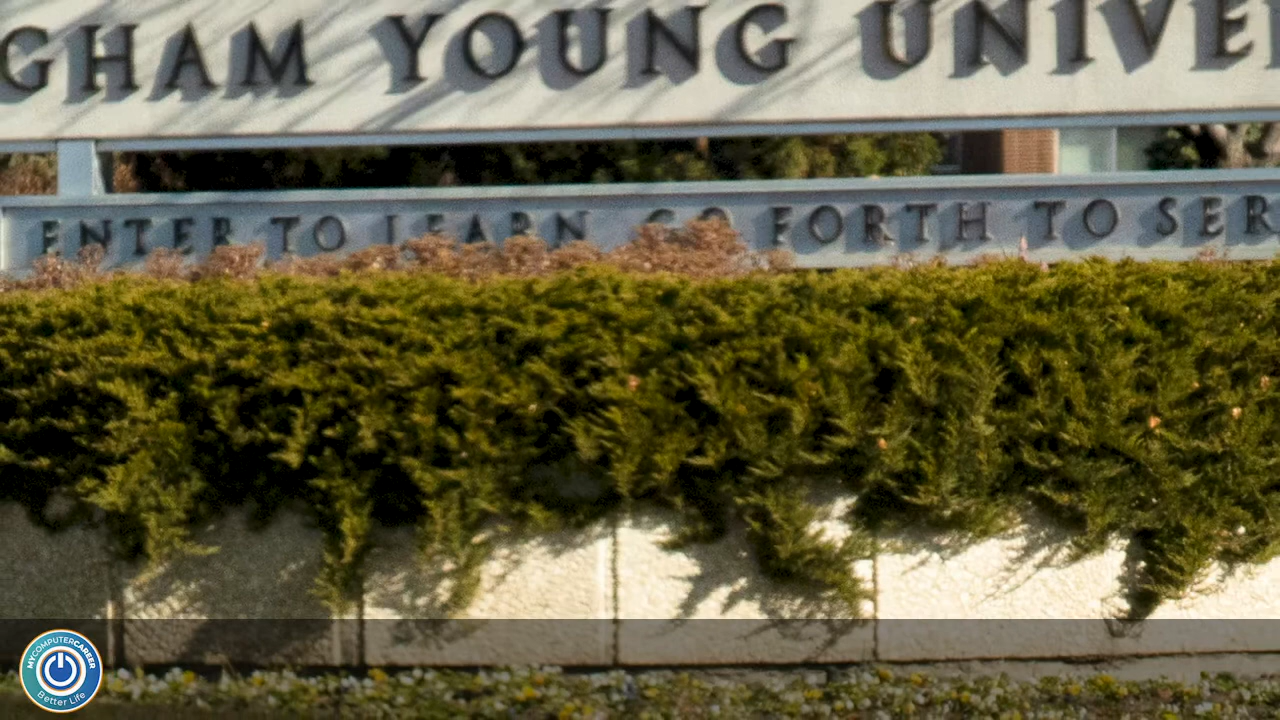 GHAM YOUNG UNIVE
ENTER TO LEARN GO FORTH TO SER
MYCOMPUTERCAREER
Better Life